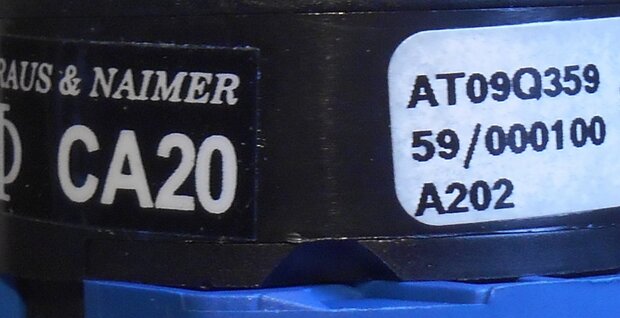 RAUS & NAIMER
CA20
AT09Q359
59/000100
A202